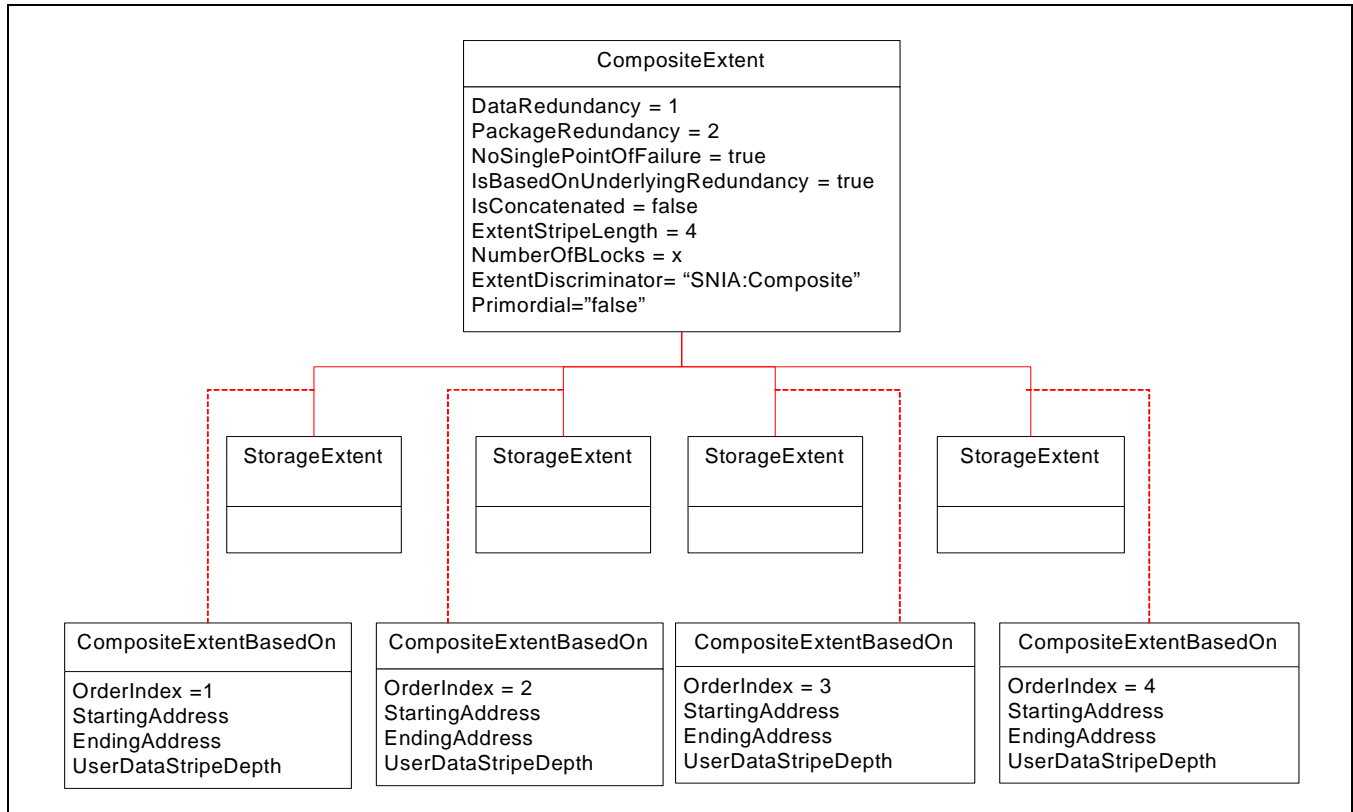 CompositeExtent
DataRedundancy = 1
PackageRedundancy = 2
NoSinglePointOfFailure = true
IsBasedOnUnderlyingRedundancy = true
IsConcatenated = false
ExtentStripeLength = 4
NumberOfBLocks = x
ExtentDiscriminator= “SNIA:Composite”
Primordial=”false”
StorageExtent
StorageExtent
StorageExtent
StorageExtent
CompositeExtentBasedOn
OrderIndex =1
StartingAddress
EndingAddress
UserDataStripeDepth
CompositeExtentBasedOn
OrderIndex = 2
StartingAddress
EndingAddress
UserDataStripeDepth
CompositeExtentBasedOn
OrderIndex = 3
StartingAddress
EndingAddress
UserDataStripeDepth
CompositeExtentBasedOn
OrderIndex = 4
StartingAddress
EndingAddress
UserDataStripeDepth